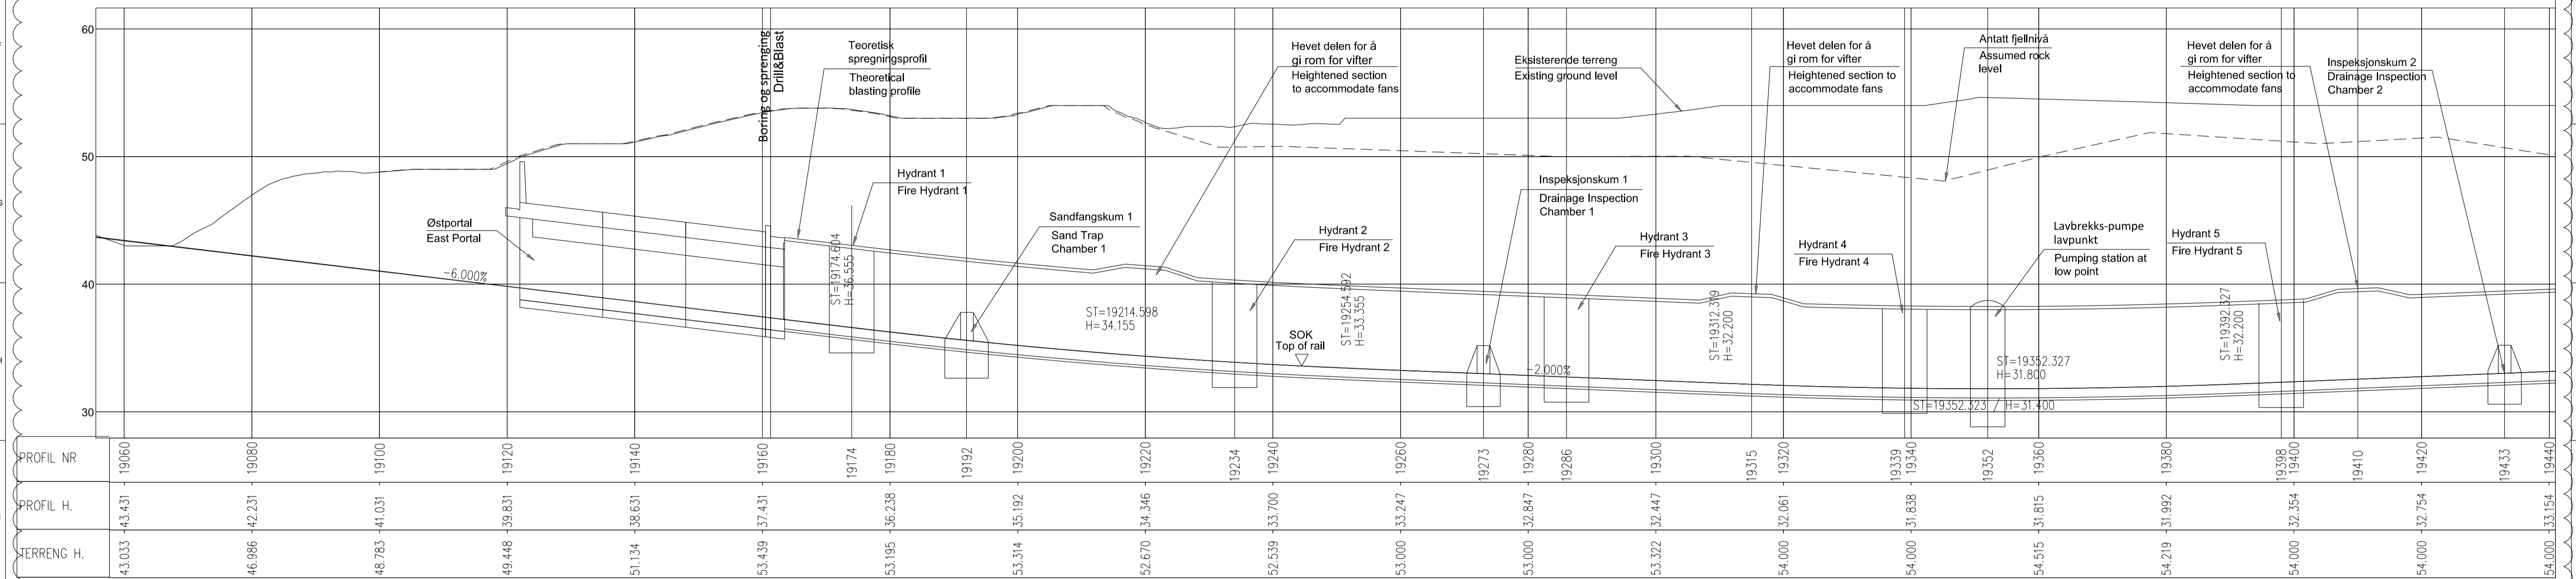 60
50
40
30
Boring og sprenging
Drill&Blast
Teoretisk
spregningsprofil
Theoretical
blasting profile
Hevet delen for å
gi rom for vifter
Heightened section
to accommodate fans
Eksisterende terreng
Existing ground level
Hevet delen for å
gi rom for vifter
Heightened section to
accommodate fans
Antatt fjellnivå
Assumed rock
level
Hevet delen for å
gi rom for vifter
Heightened section to
accommodate fans
Inspeksjonskum 2
Drainage Inspection
Chamber 2
Østportal
East Portal
-6.000%
Hydrant 1
Fire Hydrant 1
ST=19174.604
H=36.555
Sandfangskum 1
Sand Trap
Chamber 1
ST=19214.598
H=34.155
Hydrant 2
Fire Hydrant 2
SOK
Top of rail
ST=19254.592
H=33.355
Inspeksjonskum 1
Drainage Inspection
Chamber 1
-2.000%
Hydrant 3
Fire Hydrant 3
ST=19312.319
H=32.200
Hydrant 4
Fire Hydrant 4
Lavbrekks-pumpe
lavpunkt
Pumping station at
low point
ST=19352.327
H=31.800
ST=19352.323 / H=31.400
Hydrant 5
Fire Hydrant 5
ST=19392.327
H=32.200
PROFIL NR 19060 19080 19100 19120 19140 19160 19174 19180 19192 19200 19220 19234 19240 19260 19273 19280 19286 19300 19315 19320 19339 19340 19352 19360 19380 19398 19400 19410 19420 19433 19440
PROFIL H. 43.431 42.231 41.031 39.831 38.631 37.431 36.238 35.192 34.346 33.700 33.247 32.847 32.447 32.061 31.838 31.815 31.992 32.354 32.754 33.154
TERRENG H. 43.033 46.986 48.783 49.448 51.134 53.439 53.195 53.314 52.670 52.539 53.000 53.000 53.322 54.000 54.000 54.515 54.219 54.000 54.000 54.000